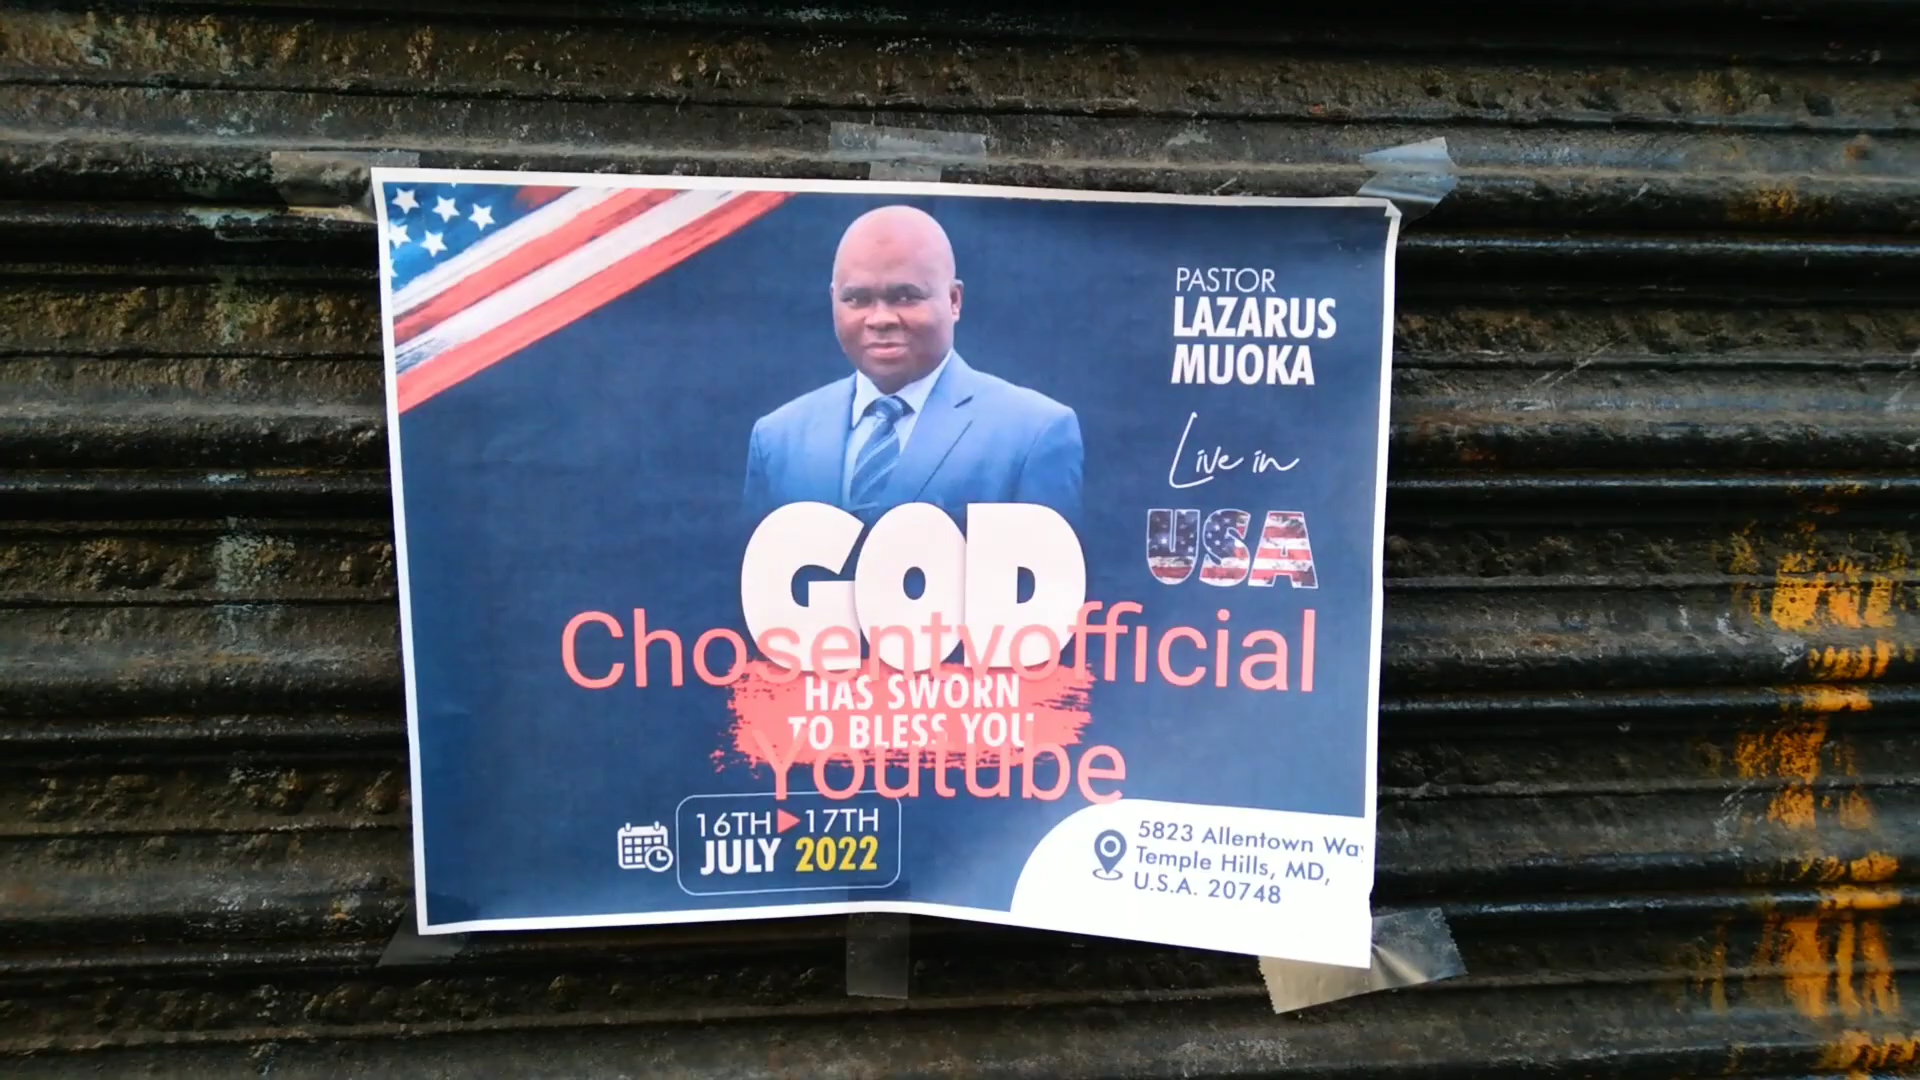 PASTOR
LAZARUS
MUOKA
Live in
USA
GOD
Chosentvofficial
HAS SWORN
TO BLESS YOU
Youtube
16TH 17TH
JULY 2022
5823 Allentown Way
Temple Hills, MD,
U.S.A. 20748